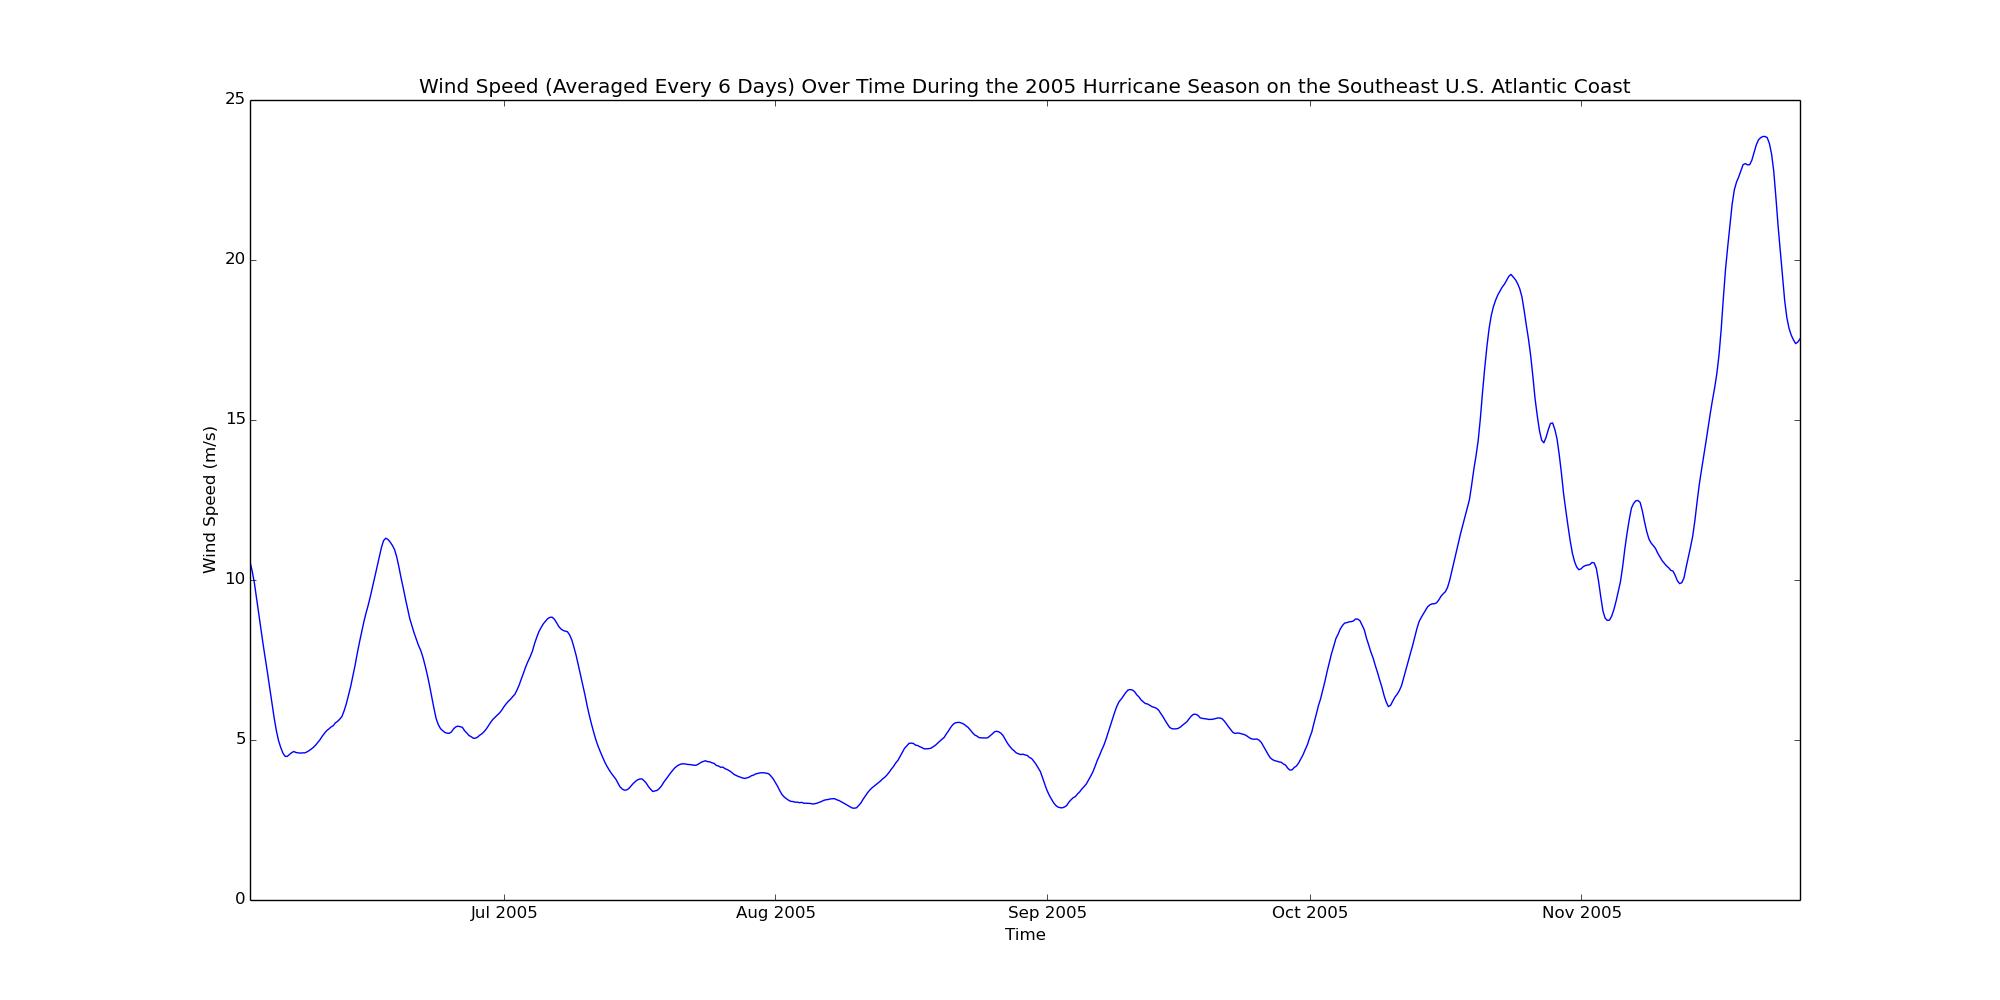 Wind Speed (Averaged Every 6 Days) Over Time During the 2005 Hurricane Season on the Southeast U.S. Atlantic Coast
25
20
15
10
5
0
Wind Speed (m/s)
Jul 2005
Aug 2005
Sep 2005
Oct 2005
Nov 2005
Time